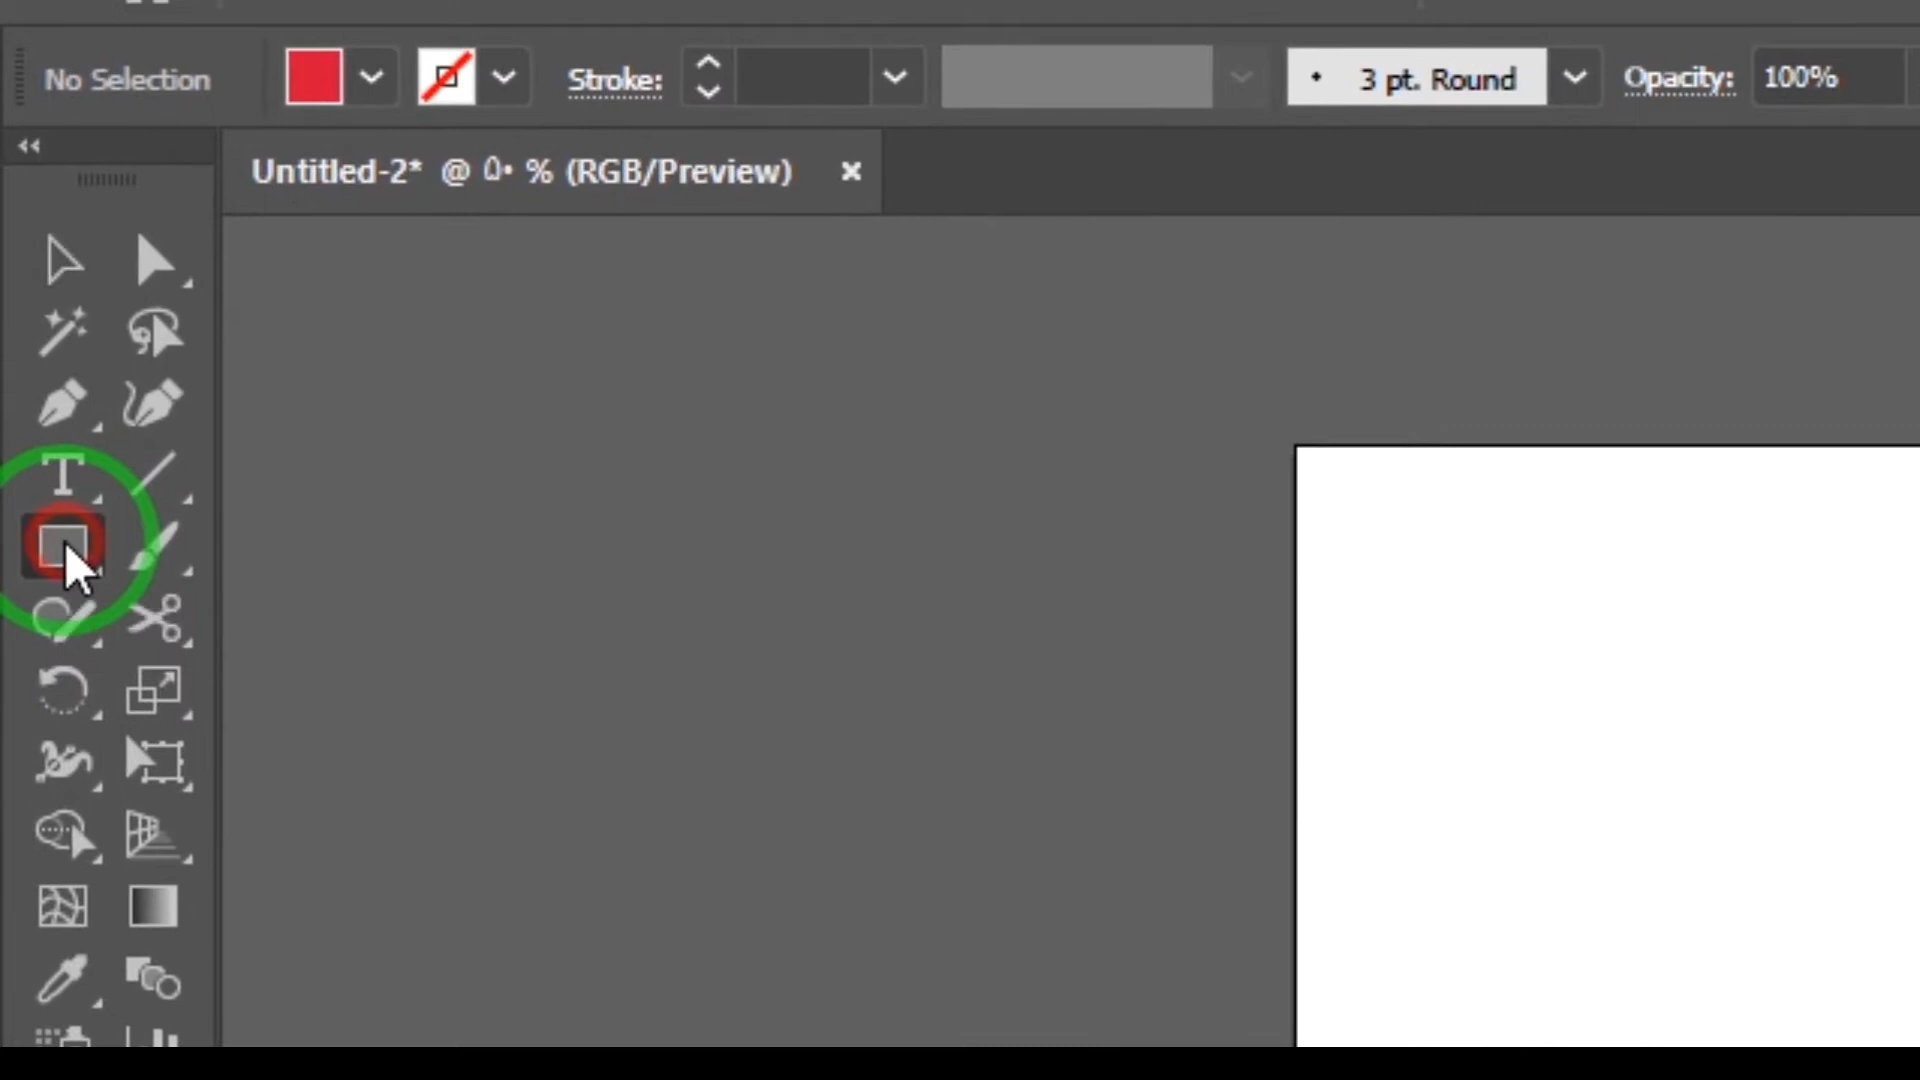 No Selection Stroke: 3 pt. Round Opacity: 100%
Untitled-2* @ % (RGB/Preview)